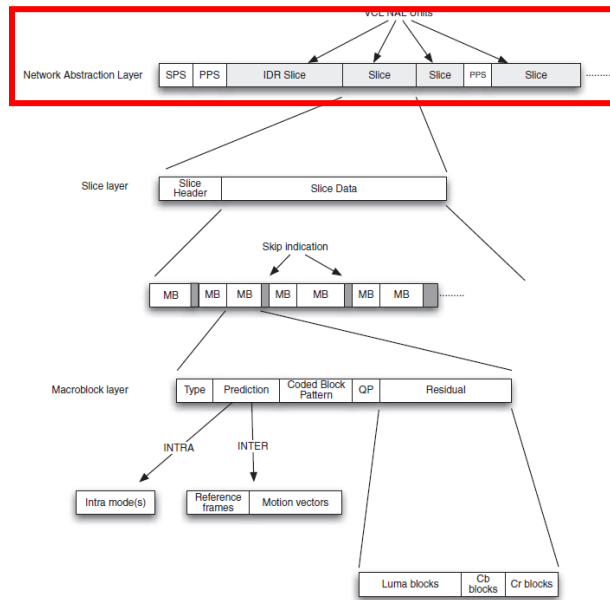 VCL NAL Units
Network Abstraction Layer
SPS PPS IDR Slice Slice Slice PPS Slice
Slice layer
Slice
Header
Slice Data
Skip indication
MB MB MB MB MB MB MB
Macroblock layer
Type Prediction Coded Block
Pattern
QP Residual
INTRA INTER
Intra mode(s)
Reference
frames
Motion vectors
Luma blocks
Cb
blocks
Cr blocks